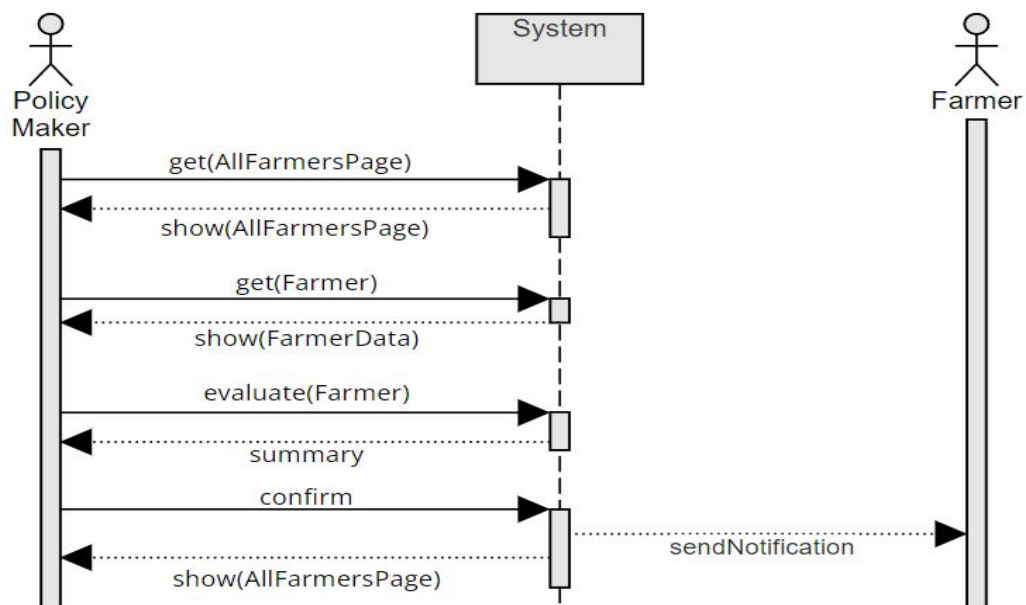 System
Policy
Maker
Farmer
get(AllFarmersPage)
show(AllFarmersPage)
get(Farmer)
show(FarmerData)
evaluate(Farmer)
summary
confirm
sendNotification
show(AllFarmersPage)